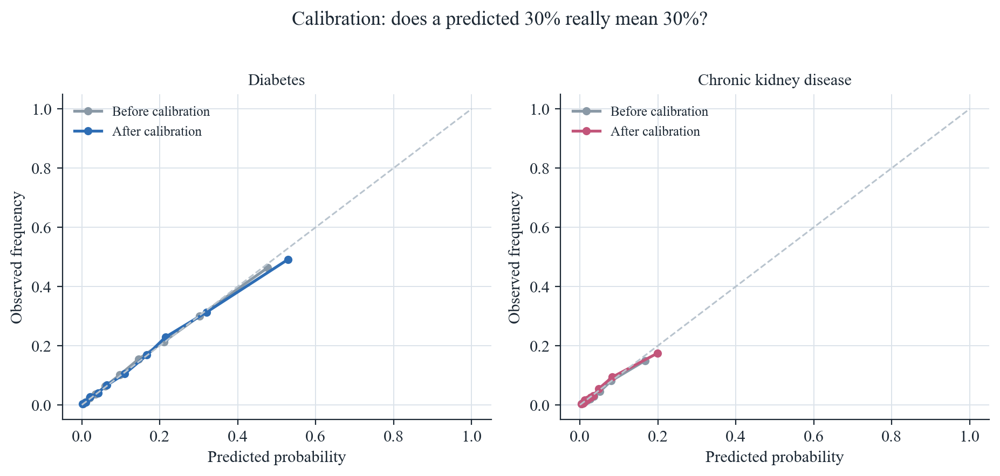 Calibration: does a predicted 30% really mean 30%?
Diabetes
Before calibration
After calibration
1.0
0.8
0.6
0.4
0.2
0.0
Observed frequency
0.0 0.2 0.4 0.6 0.8 1.0
Predicted probability
Chronic kidney disease
Before calibration
After calibration
1.0
0.8
0.6
0.4
0.2
0.0
Observed frequency
0.0 0.2 0.4 0.6 0.8 1.0
Predicted probability